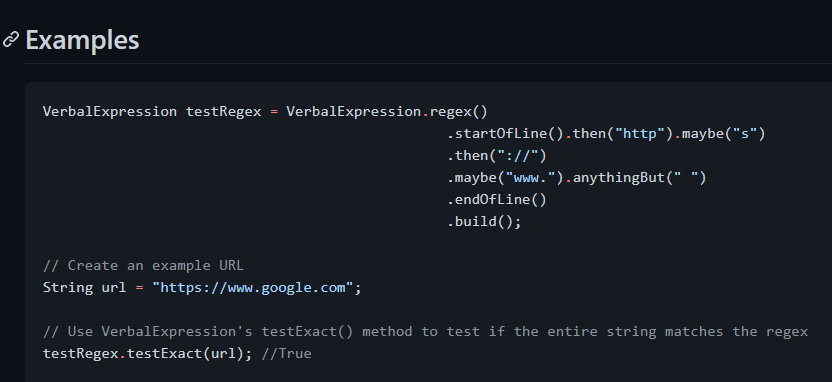 Examples
VerbalExpression testRegex = VerbalExpression.regex()
.startOfLine().then("http").maybe("s")
.then("://")
.maybe("www.").anythingBut(" ")
.endOfLine()
.build();
// Create an example URL
String url = "https://www.google.com";
// Use VerbalExpression's testExact() method to test if the entire string matches the regex
testRegex.testExact(url); //True